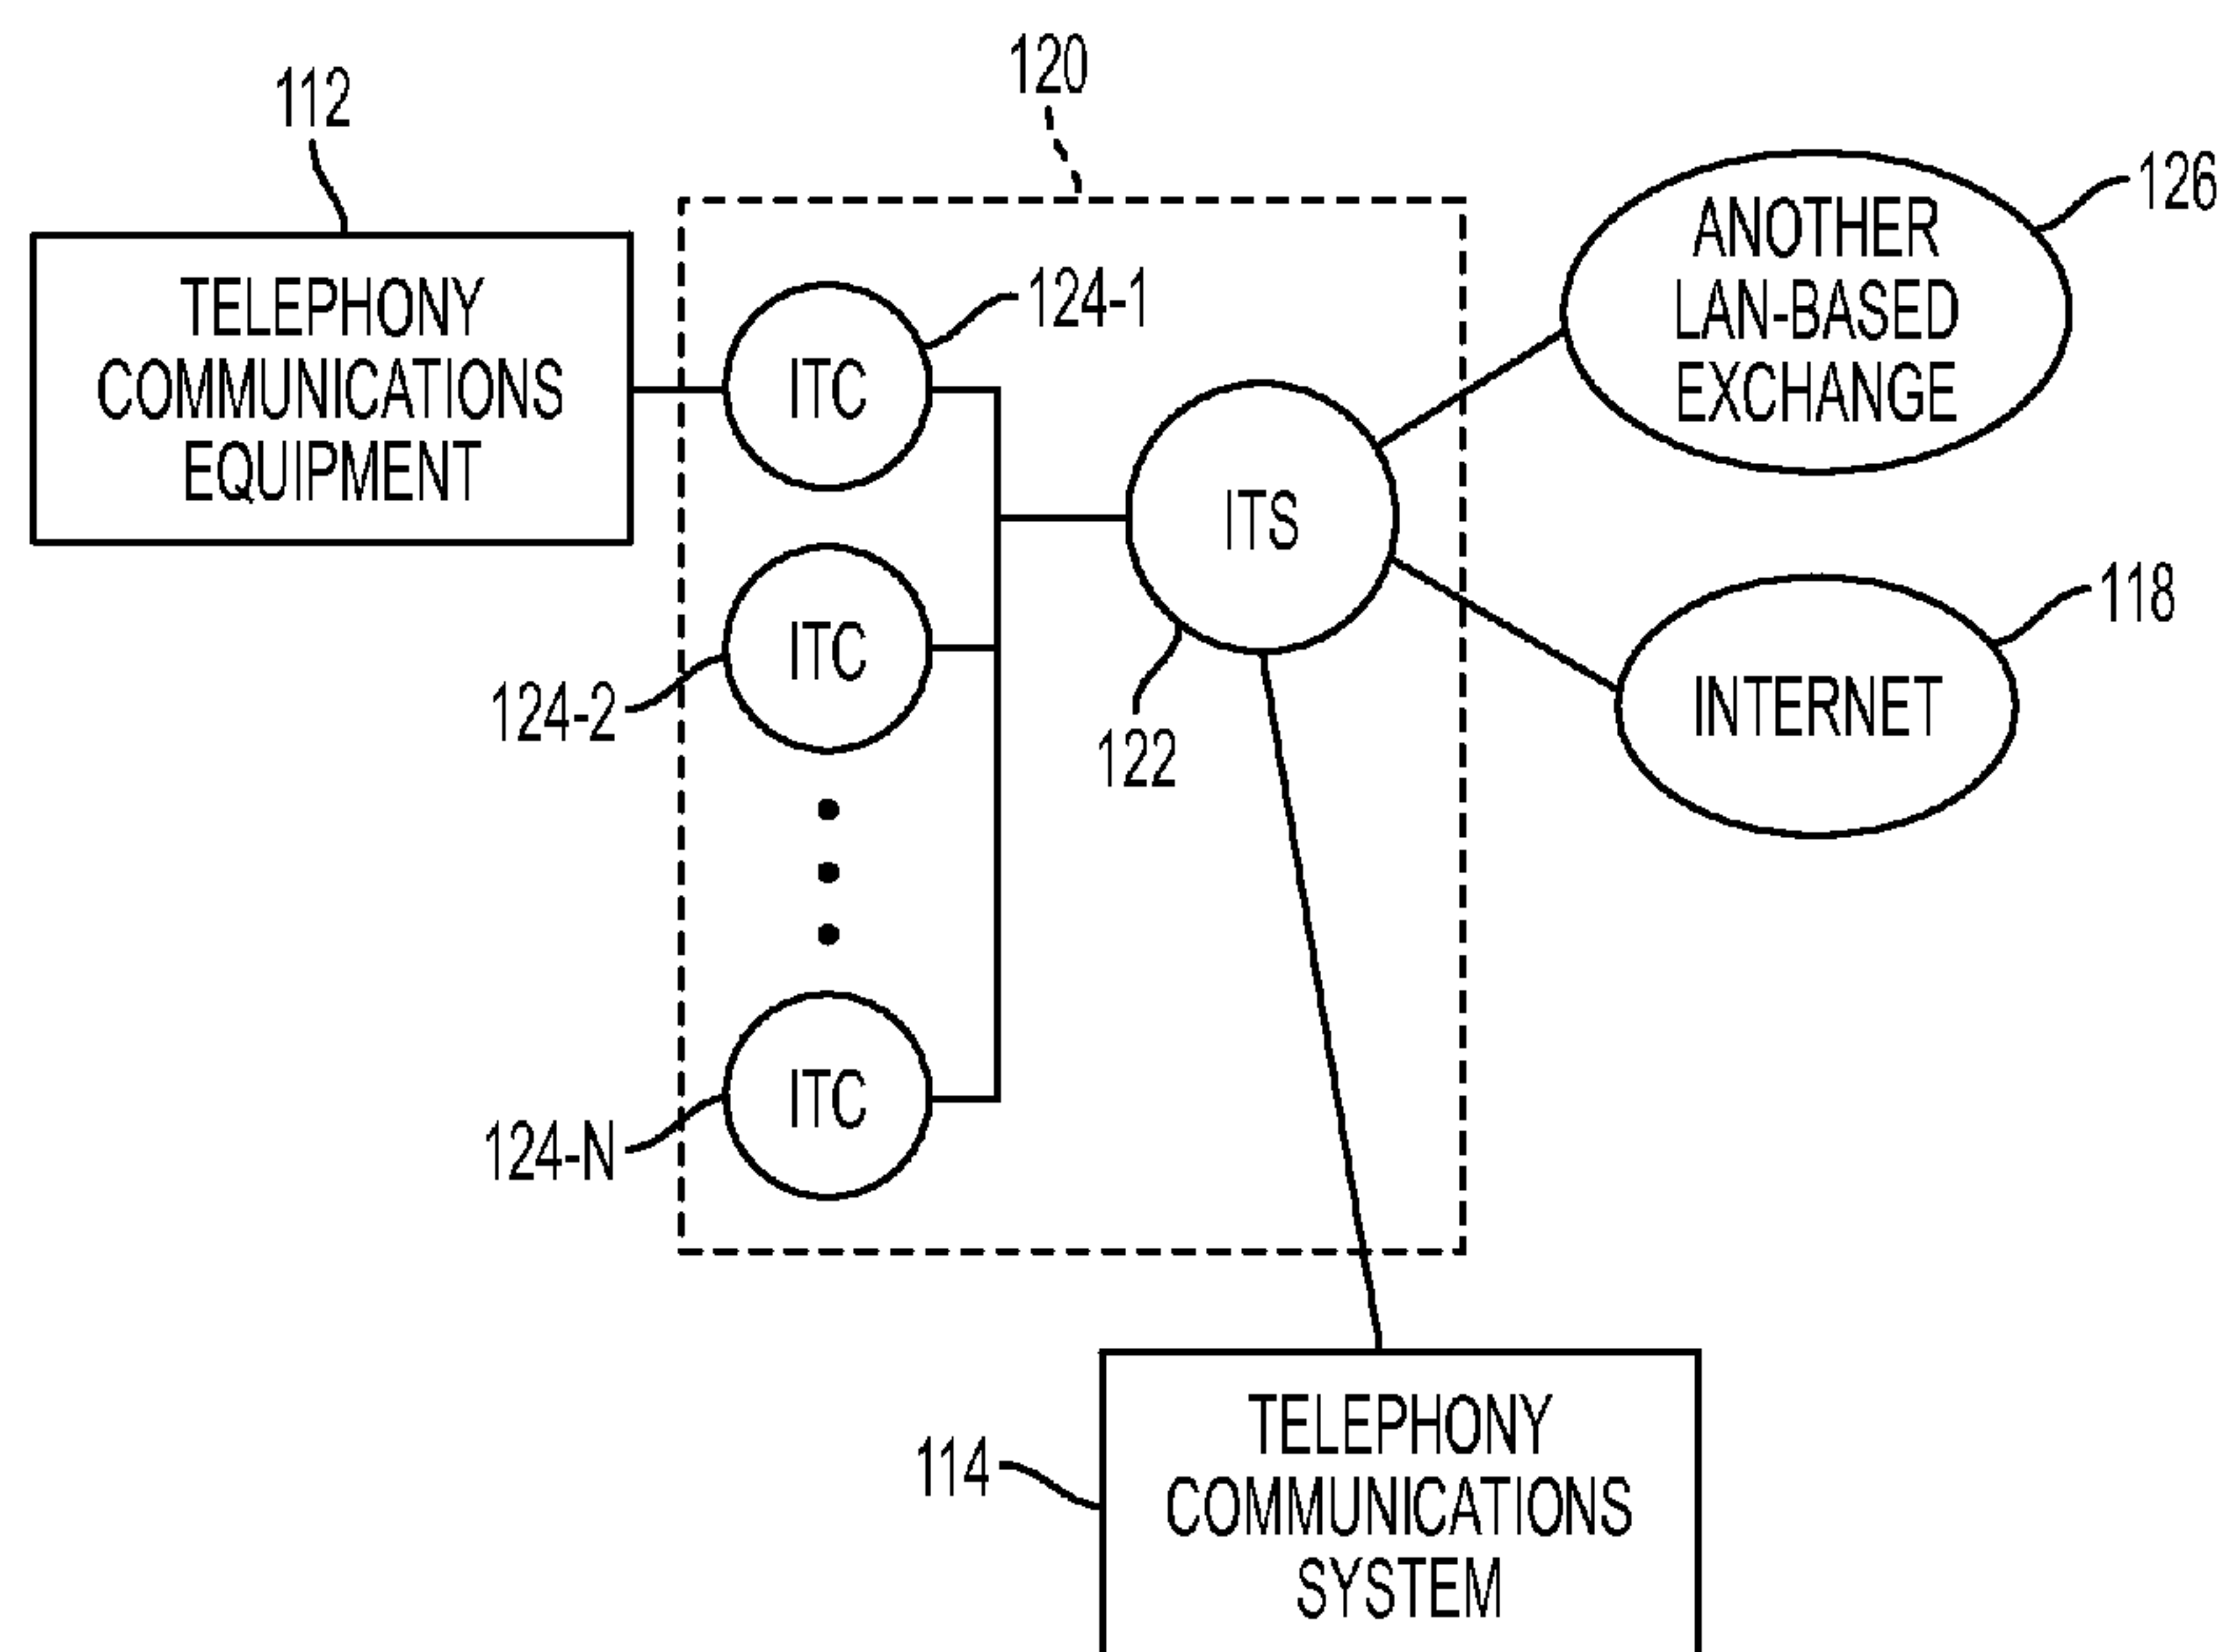 120
112
126
ANOTHER
LAN-BASED
EXCHANGE
124-1
TELEPHONY
COMMUNICATIONS
EQUIPMENT
ITC
ITS
118
ITC
INTERNET
124-2
122
ITC
124-N
114
TELEPHONY
COMMUNICATIONS
SYSTEM